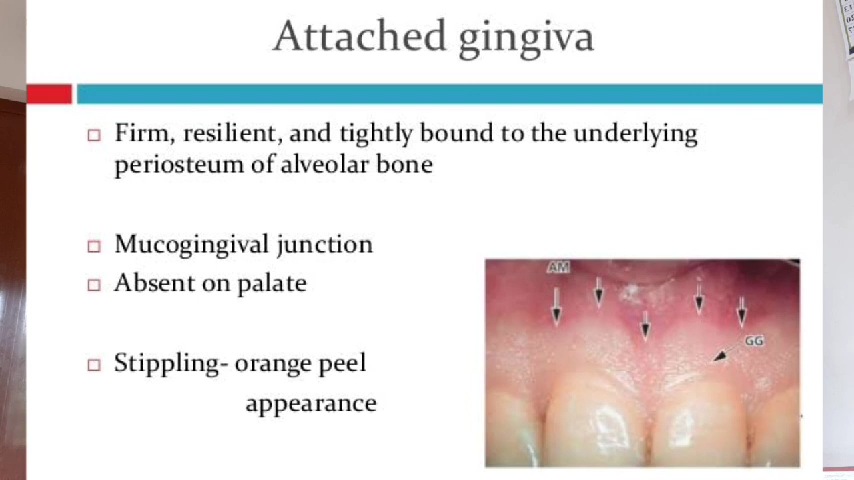 Attached gingiva
Firm, resilient, and tightly bound to the underlying
periosteum of alveolar bone
Mucogingival junction
Absent on palate
Stippling- orange peel
appearance
AM
GG